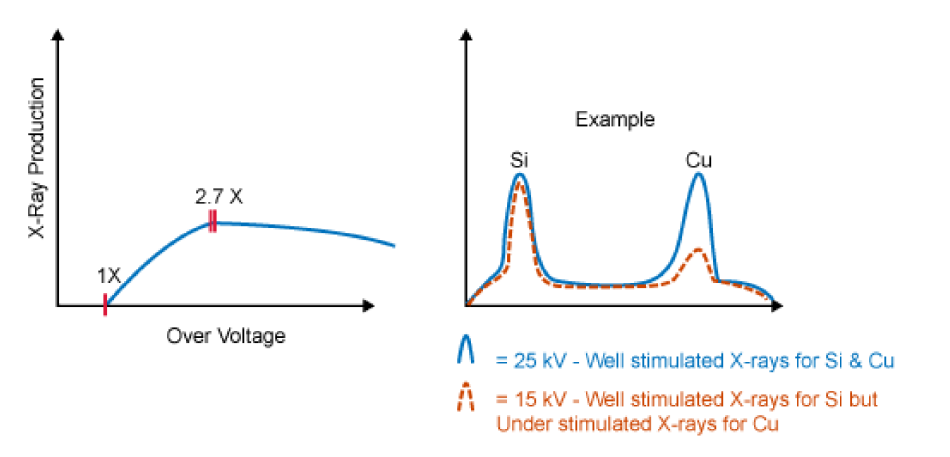 X-Ray Production
1X
2.7 X
Over Voltage
Example
Si
Cu
= 25 kV - Well stimulated X-rays for Si & Cu
= 15 kV - Well stimulated X-rays for Si but
Under stimulated X-rays for Cu